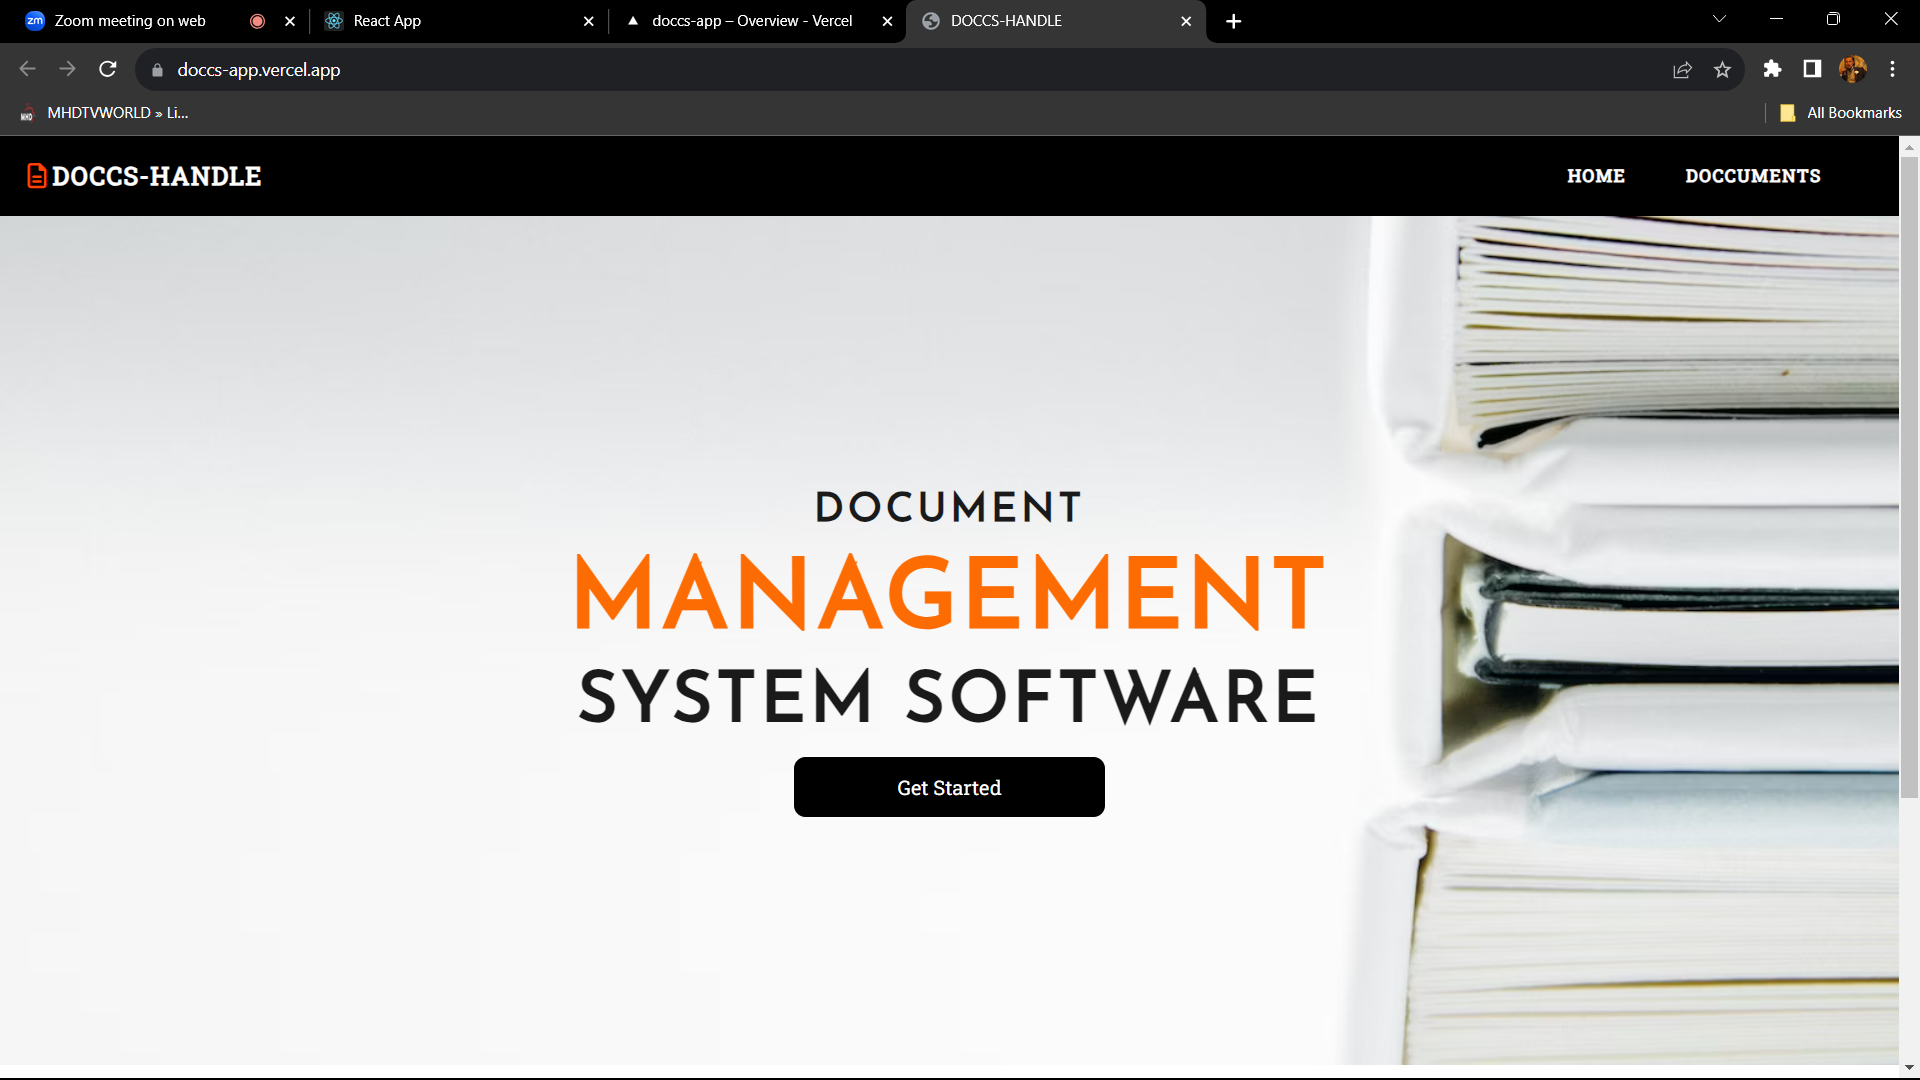 zm Zoom meeting on web
React App
doccs-app – Overview - Vercel
DOCCS-HANDLE
doccs-app.vercel.app
MHDTVWORLD » Li...
All Bookmarks
DOCCS-HANDLE
HOME
DOCCUMENTS
DOCUMENT
MANAGEMENT
SYSTEM SOFTWARE
Get Started